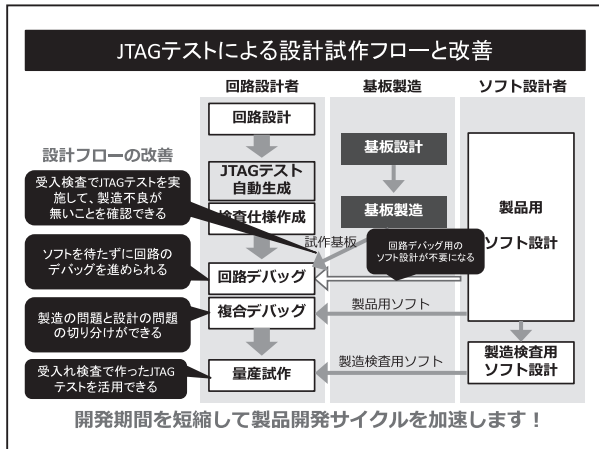 JTAGテストによる設計試作フローと改善
回路設計者
基板製造
ソフト設計者
回路設計
設計フローの改善
基板設計
受入検査でJTAGテストを実
施して、製造不良が
無いことを確認できる
JTAGテスト
自動生成
検査仕様作成
基板製造
製品用
ソフト設計
試作基板
回路デバッグ用の
ソフト設計が不要になる
ソフトを待たずに回路の
デバッグを進められる
回路デバッグ
製造の問題と設計の問題
の切り分けができる
複合デバッグ
製品用ソフト
受入れ検査で作ったJTAG
テストを活用できる
量産試作
製造検査用ソフト
製造検査用
ソフト設計
開発期間を短縮して製品開発サイクルを加速します！